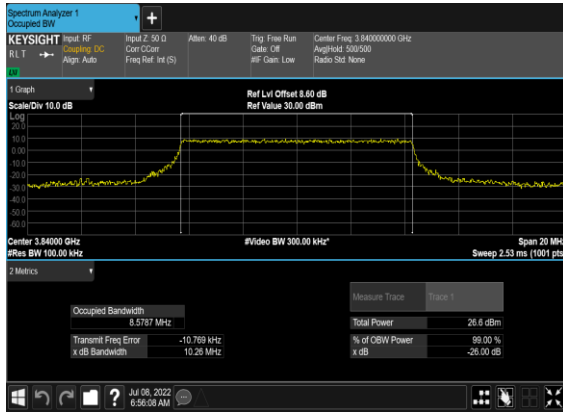 Spectrum Analyzer 1
Occupied BW
+
KEYSIGHT Input: RF Input Z: 50 Ω Atten: 40 dB Trig: Free Run Center Freq: 3.840000000 GHz
RLT Coupling: DC Corr CCorr Gate: Off Avg|Hold: 500/500
Align: Auto Freq Ref: Int (S) #IF Gain: Low Radio Std: None
1 Graph
Ref Lvl Offset 8.60 dB
Scale/Div 10.0 dB Ref Value 30.00 dBm
Log
20.0
10.0
0.00
-10.0
-20.0
-30.0
-40.0
-50.0
-60.0
Center 3.84000 GHz #Video BW 300.00 kHz* Span 20 MHz
#Res BW 100.00 kHz Sweep 2.53 ms (1001 pts
2 Metrics
Measure Trace Trace 1
Occupied Bandwidth
8.5787 MHz Total Power 26.6 dBm
Transmit Freq Error -10.769 kHz % of OBW Power 99.00 %
x dB Bandwidth 10.26 MHz x dB -26.00 dB
? Jul 08, 2022
6:56:08 AM